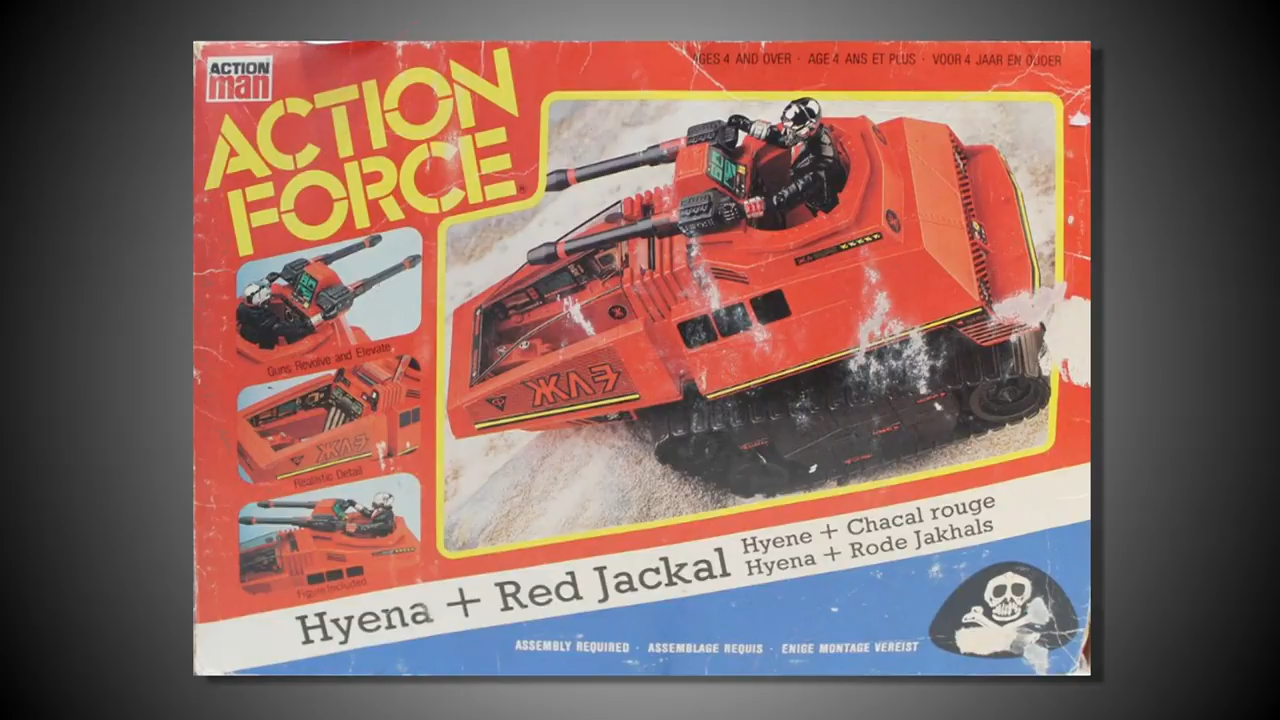 ACTION
man
ACTION
FORCE
AGES 4 AND OVER · AGE 4 ANS ET PLUS · VOOR 4 JAAR EN OUDER
Guns Revolve and Elevate
ЖЛЗ
Realistic Detail
Figure Included
Hyena + Red Jackal
Hyene + Chacal rouge
Hyena + Rode Jakhals
ASSEMBLY REQUIRED · ASSEMBLAGE REQUIS · ENIGE MONTAGE VEREIST